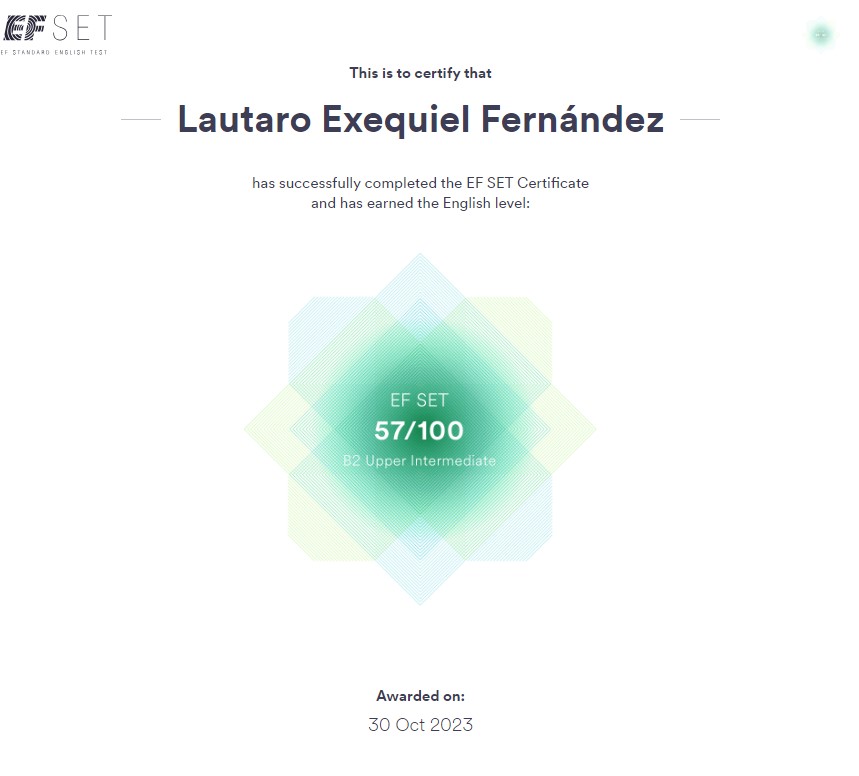 EF SET
EF STANDARD ENGLISH TEST
This is to certify that
Lautaro Exequiel Fernández
has successfully completed the EF SET Certificate
and has earned the English level:
EF SET
57/100
B2 Upper Intermediate
Awarded on:
30 Oct 2023